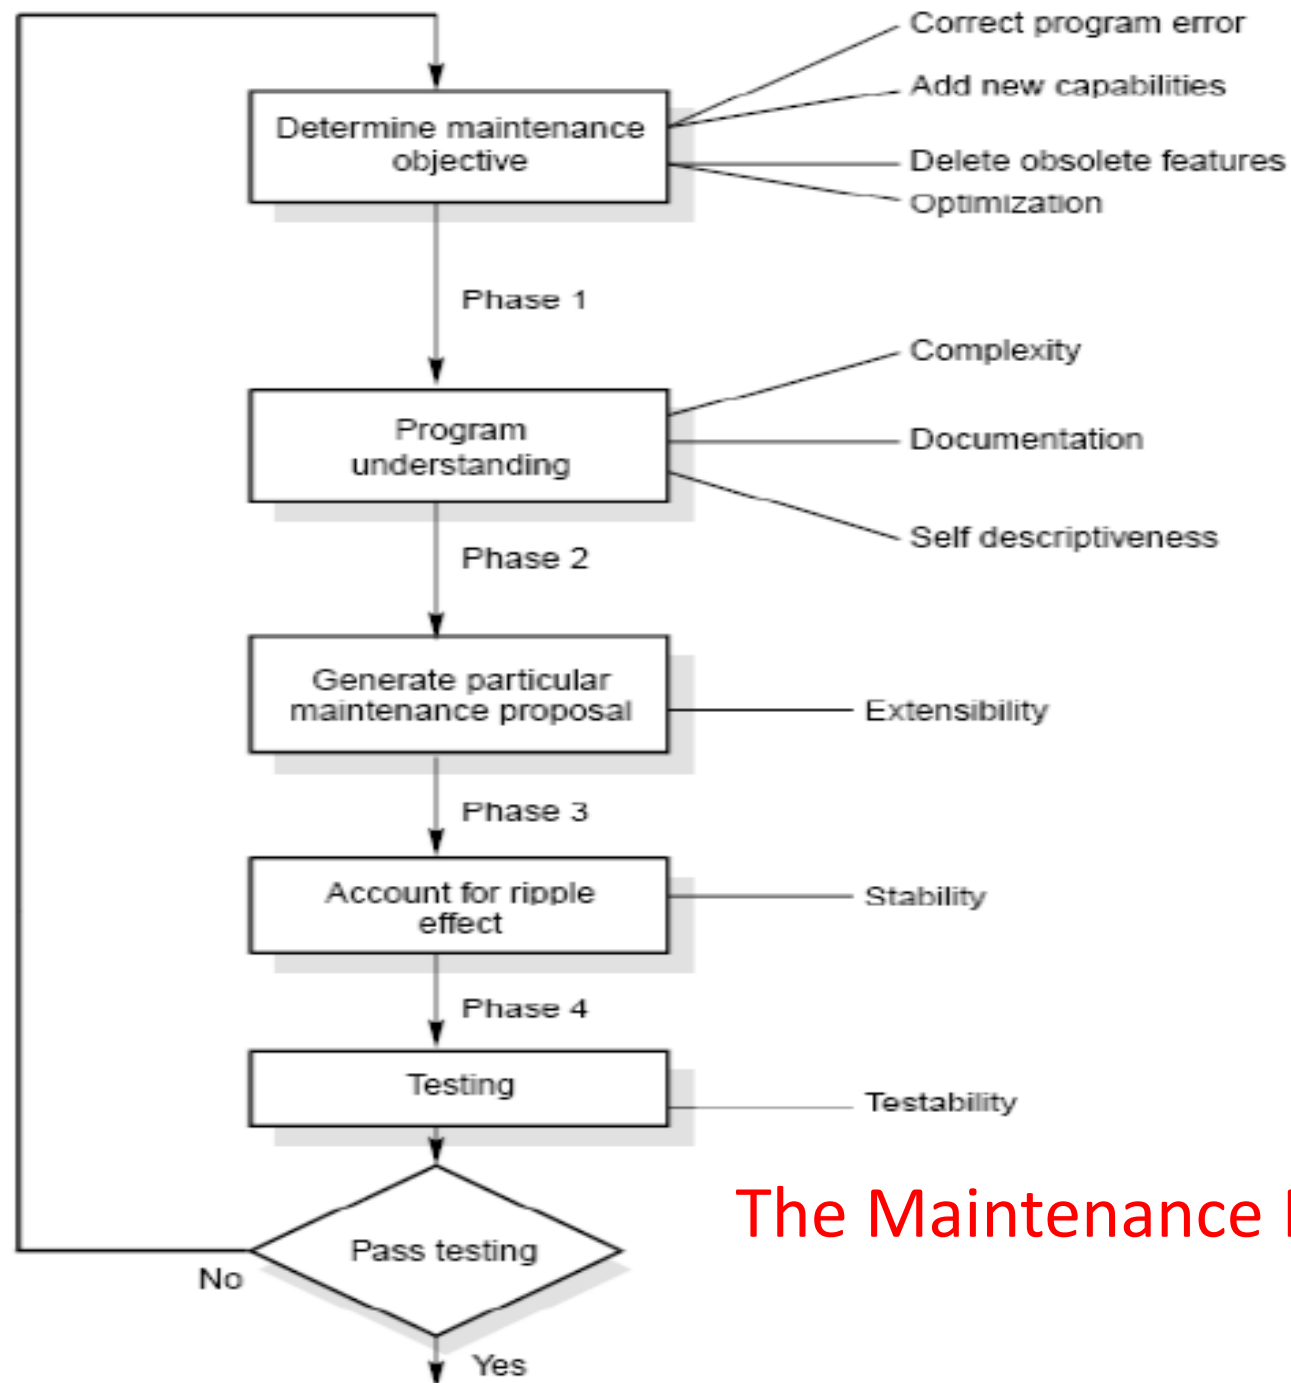 Correct program error
Add new capabilities
Determine maintenance
objective
Delete obsolete features
Optimization
Phase 1
Complexity
Program
understanding
Documentation
Self descriptiveness
Phase 2
Generate particular
maintenance proposal
Extensibility
Phase 3
Account for ripple
effect
Stability
Phase 4
Testing
Testability
The Maintenance
Pass testing
No
Yes